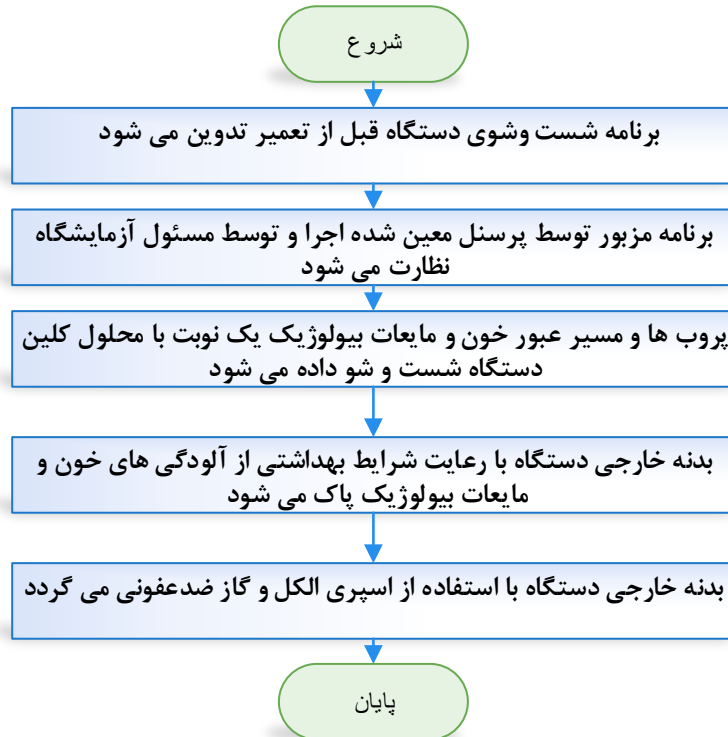 شروع
برنامه شست وشوی دستگاه قبل از تعمیر تدوین می شود
برنامه مزبور توسط پرسنل معین شده اجرا و توسط مسئول آزمایشگاه
نظارت می شود
پروب ها و مسیر عبور خون و مایعات بیولوژیک یک نوبت با محلول کلین
دستگاه شست و شو داده می شود
بدنه خارجی دستگاه با رعایت شرایط بهداشتی از آلودگی های خون و
مایعات بیولوژیک پاک می شود
بدنه خارجی دستگاه با استفاده از اسپری الکل و گاز ضدعفونی می گردد
پایان